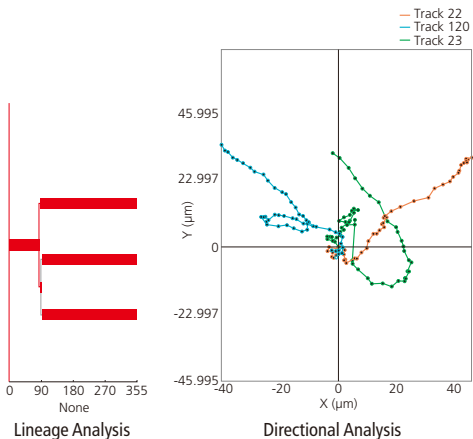 Track 22
Track 120
Track 23
45.995
22.997
0
-22.997
-45.995
Y (µm)
-40 -20 0 20 40
X (µm)
0 90 180 270 355
None
Lineage Analysis
Directional Analysis